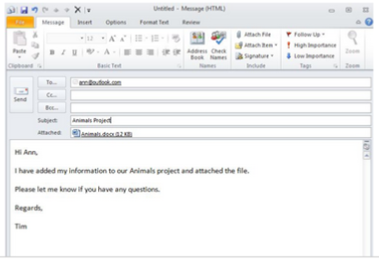 Untitled - Message (HTML)
File Message Insert Options Format Text Review
Paste
Clipboard
B I U
Basic Text
Address Book
Check Names
Names
Attach File
Attach Item
Signature
Include
Follow Up
High Importance
Low Importance
Tags
Zoom
Zoom
Send
To... ann@outlook.com
Cc...
Bcc...
Subject: Animals Project
Attached: Animals.docx (12 KB)
Hi Ann,
I have added my information to our Animals project and attached the file.
Please let me know if you have any questions.
Regards,
Tim